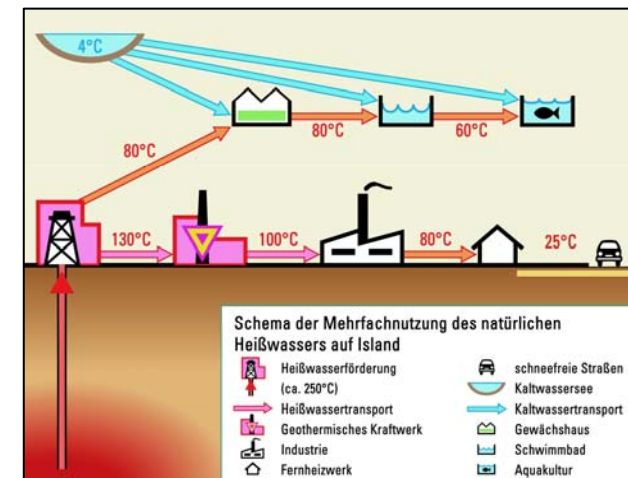 4°C
80°C
80°C
60°C
130°C
100°C
80°C
25°C
Schema der Mehrfachnutzung des natürlichen
Heißwassers auf Island
Heißwasserförderung
(ca. 250°C)
Heißwassertransport
Geothermisches Kraftwerk
Industrie
Fernheizwerk
schneefreie Straßen
Kaltwassersee
Kaltwassertransport
Gewächshaus
Schwimmbad
Aquakultur